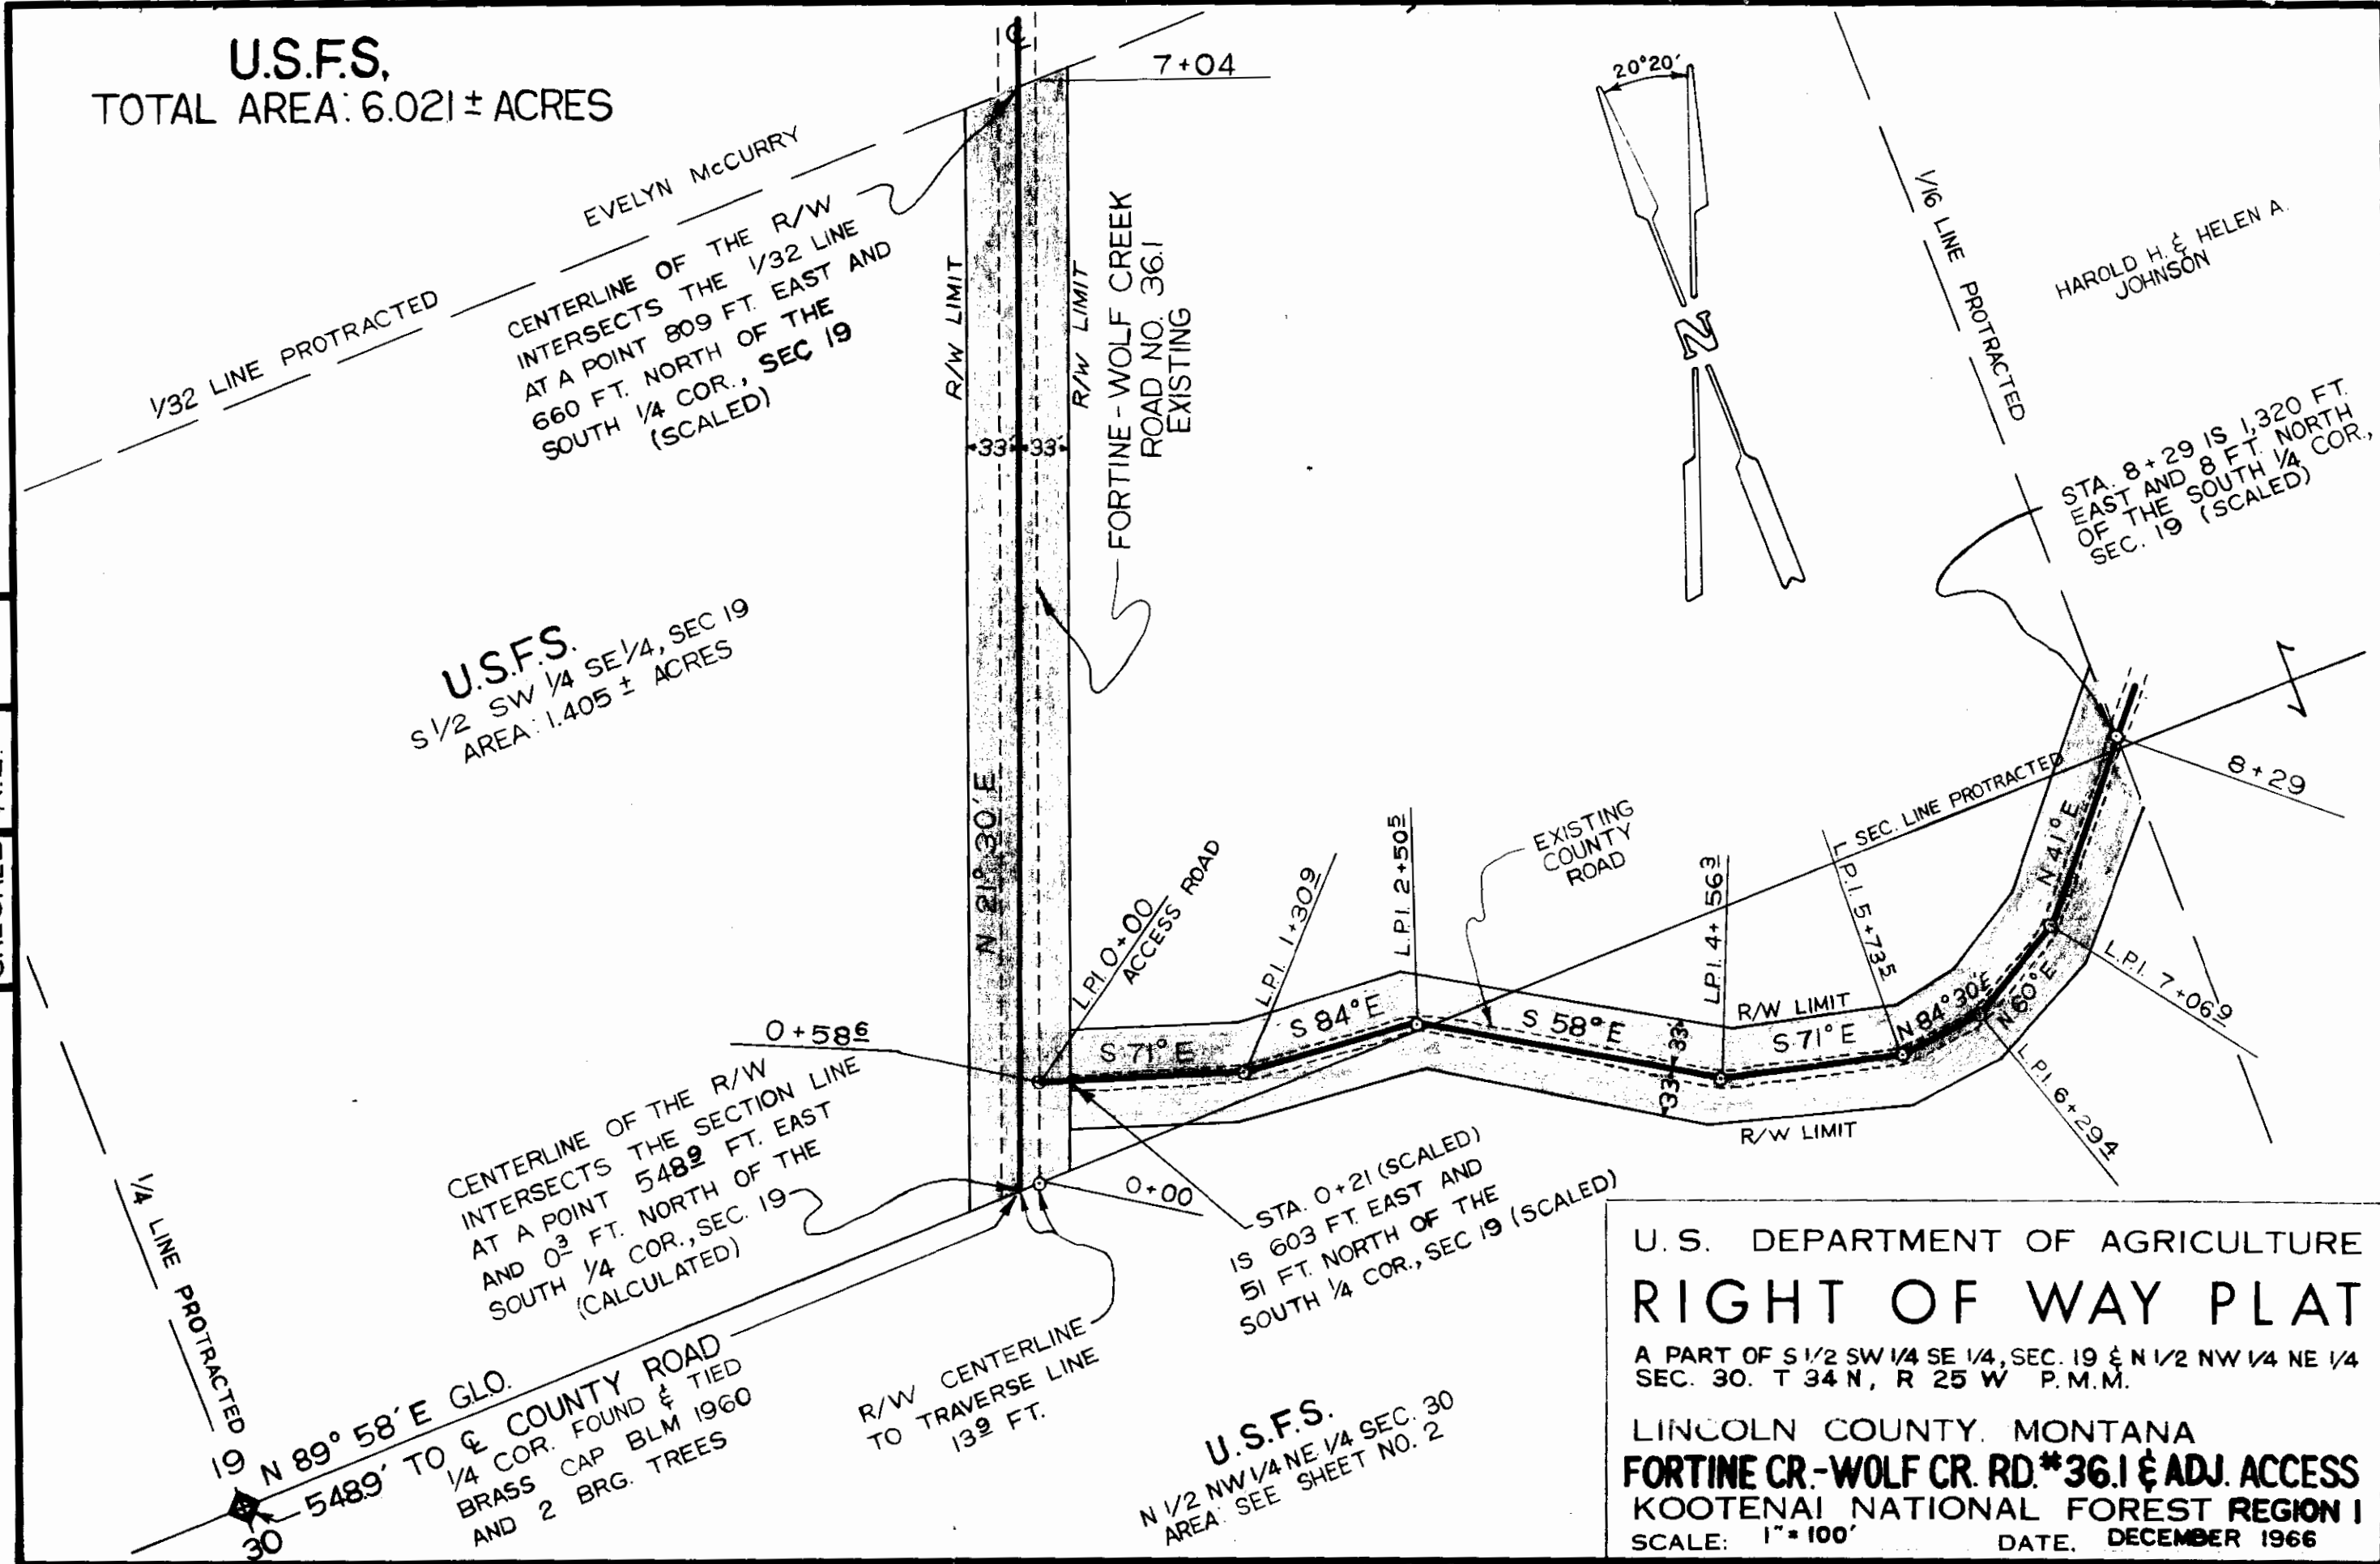 U.S.F.S.
TOTAL AREA: 6.021 ± ACRES
℄
7+04
20°20'
N
EVELYN McCURRY
1/32 LINE PROTRACTED
CENTERLINE OF THE R/W
INTERSECTS THE 1/32 LINE
AT A POINT 809 FT. EAST AND
660 FT. NORTH OF THE
SOUTH 1/4 COR., SEC 19
(SCALED)
R/W LIMIT
R/W LIMIT
33'
33'
FORTINE-WOLF CREEK
ROAD NO. 36.1
EXISTING
1/16 LINE PROTRACTED
HAROLD H. & HELEN A.
JOHNSON
STA. 8+29 IS 1,320 FT.
EAST AND 8 FT. NORTH
OF THE SOUTH 1/4 COR.,
SEC. 19 (SCALED)
U.S.F.S.
S 1/2 SW 1/4 SE 1/4, SEC 19
AREA: 1.405 ± ACRES
N 21° 30' E
8+29
SEC. LINE PROTRACTED
EXISTING
COUNTY
ROAD
L.P.I. 0+00
ACCESS ROAD
L.P.I. 1+30.9
L.P.I. 2+50.5
L.P.I. 4+56.3
L.P.I. 5+73.5
L.P.I. 7+06.9
L.P.I. 6+29.4
S 71° E
S 84° E
S 58° E
33'
33'
R/W LIMIT
S 71° E
N 84° 30' E
N 60° E
N 41° E
R/W LIMIT
0+58.6
CENTERLINE OF THE R/W
INTERSECTS THE SECTION LINE
AT A POINT 548.9 FT. EAST
AND 0.3 FT. NORTH OF THE
SOUTH 1/4 COR., SEC. 19
(CALCULATED)
0+00
STA. 0+21 (SCALED)
IS 603 FT. EAST AND
51 FT. NORTH OF THE
SOUTH 1/4 COR., SEC 19 (SCALED)
1/4 LINE PROTRACTED
19
30
N 89° 58' E G.L.O.
548.9' TO ℄ COUNTY ROAD
1/4 COR. FOUND & TIED
BRASS CAP BLM 1960
AND 2 BRG. TREES
R/W CENTERLINE
TO TRAVERSE LINE
13.9 FT.
U.S.F.S.
N 1/2 NW 1/4 NE 1/4 SEC. 30
AREA: SEE SHEET NO. 2
U.S. DEPARTMENT OF AGRICULTURE
RIGHT OF WAY PLAT
A PART OF S 1/2 SW 1/4 SE 1/4, SEC. 19 & N 1/2 NW 1/4 NE 1/4
SEC. 30. T 34 N, R 25 W P.M.M.
LINCOLN COUNTY. MONTANA
FORTINE CR.-WOLF CR. RD. #36.1 & ADJ. ACCESS
KOOTENAI NATIONAL FOREST REGION 1
SCALE: 1"=100' DATE. DECEMBER 1966